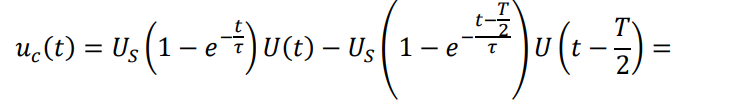 u_c(t) = U_S (1 − e^{−t/τ}) U(t) − U_S (1 − e^{−(t−T/2)/τ}) U(t − T/2) =